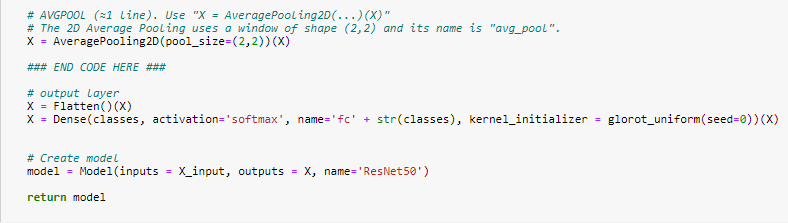 # AVGPOOL (≈1 line). Use "X = AveragePooling2D(...)(X)"
# The 2D Average Pooling uses a window of shape (2,2) and its name is "avg_pool".
X = AveragePooling2D(pool_size=(2,2))(X)
### END CODE HERE ###
# output layer
X = Flatten()(X)
X = Dense(classes, activation='softmax', name='fc' + str(classes), kernel_initializer = glorot_uniform(seed=0))(X)
# Create model
model = Model(inputs = X_input, outputs = X, name='ResNet50')
return model